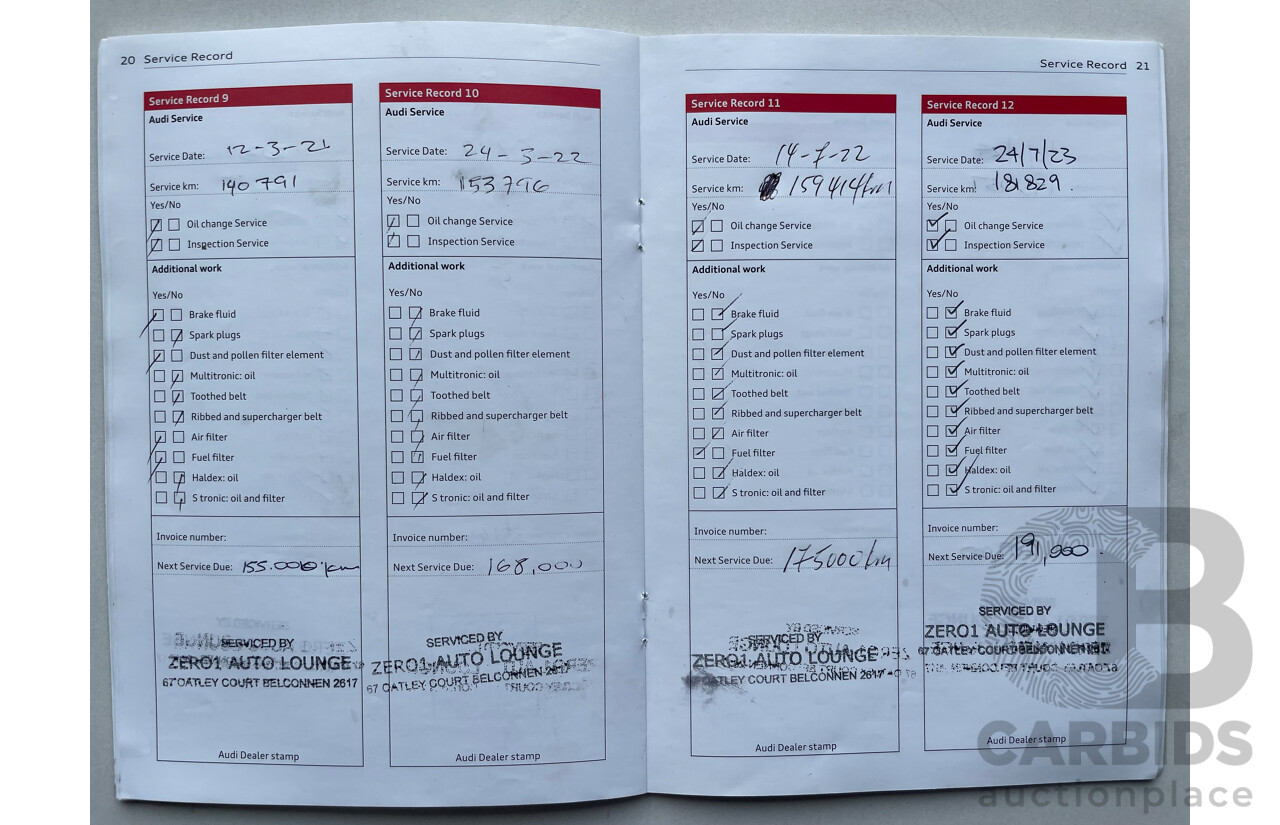 20 Service Record
Service Record 9
Audi Service
Service Date: 12-3-21
Service km: 140 791
Yes/No
Oil change Service
Inspection Service
Additional work
Yes/No
Brake fluid
Spark plugs
Dust and pollen filter element
Multitronic: oil
Toothed belt
Ribbed and supercharger belt
Air filter
Fuel filter
Haldex: oil
S tronic: oil and filter
Invoice number:
Next Service Due: 155.000 km
SERVICED BY
ZERO1 AUTO LOUNGE
67 OATLEY COURT BELCONNEN 2617
Audi Dealer stamp
Service Record 10
Audi Service
Service Date: 24-3-22
Service km: 153796
Yes/No
Oil change Service
Inspection Service
Additional work
Yes/No
Brake fluid
Spark plugs
Dust and pollen filter element
Multitronic: oil
Toothed belt
Ribbed and supercharger belt
Air filter
Fuel filter
Haldex: oil
S tronic: oil and filter
Invoice number:
Next Service Due: 168,000
SERVICED BY
ZERO1 AUTO LOUNGE
67 OATLEY COURT BELCONNEN 2617
Audi Dealer stamp
Service Record 21
Service Record 11
Audi Service
Service Date: 14-7-22
Service km: 159414km
Yes/No
Oil change Service
Inspection Service
Additional work
Yes/No
Brake fluid
Spark plugs
Dust and pollen filter element
Multitronic: oil
Toothed belt
Ribbed and supercharger belt
Air filter
Fuel filter
Haldex: oil
S tronic: oil and filter
Invoice number:
Next Service Due: 175000km
SERVICED BY
ZERO1 AUTO LOUNGE
67 OATLEY COURT BELCONNEN 2617
Audi Dealer stamp
Service Record 12
Audi Service
Service Date: 24/7/23
Service km: 181829.
Yes/No
Oil change Service
Inspection Service
Additional work
Yes/No
Brake fluid
Spark plugs
Dust and pollen filter element
Multitronic: oil
Toothed belt
Ribbed and supercharger belt
Air filter
Fuel filter
Haldex: oil
S tronic: oil and filter
Invoice number:
Next Service Due: 191,000.
SERVICED BY
ZERO1 AUTO LOUNGE
67 OATLEY COURT BELCONNEN 2617
Audi Dealer stamp
CARBIDS
auctionplace